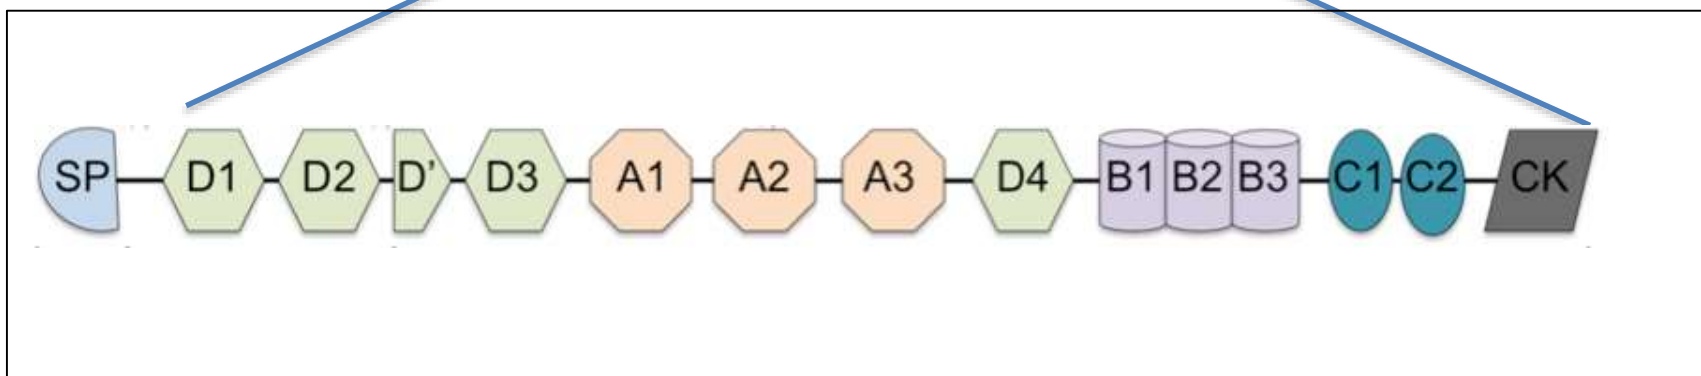 SP D1 D2 D' D3 A1 A2 A3 D4 B1 B2 B3 C1 C2 CK